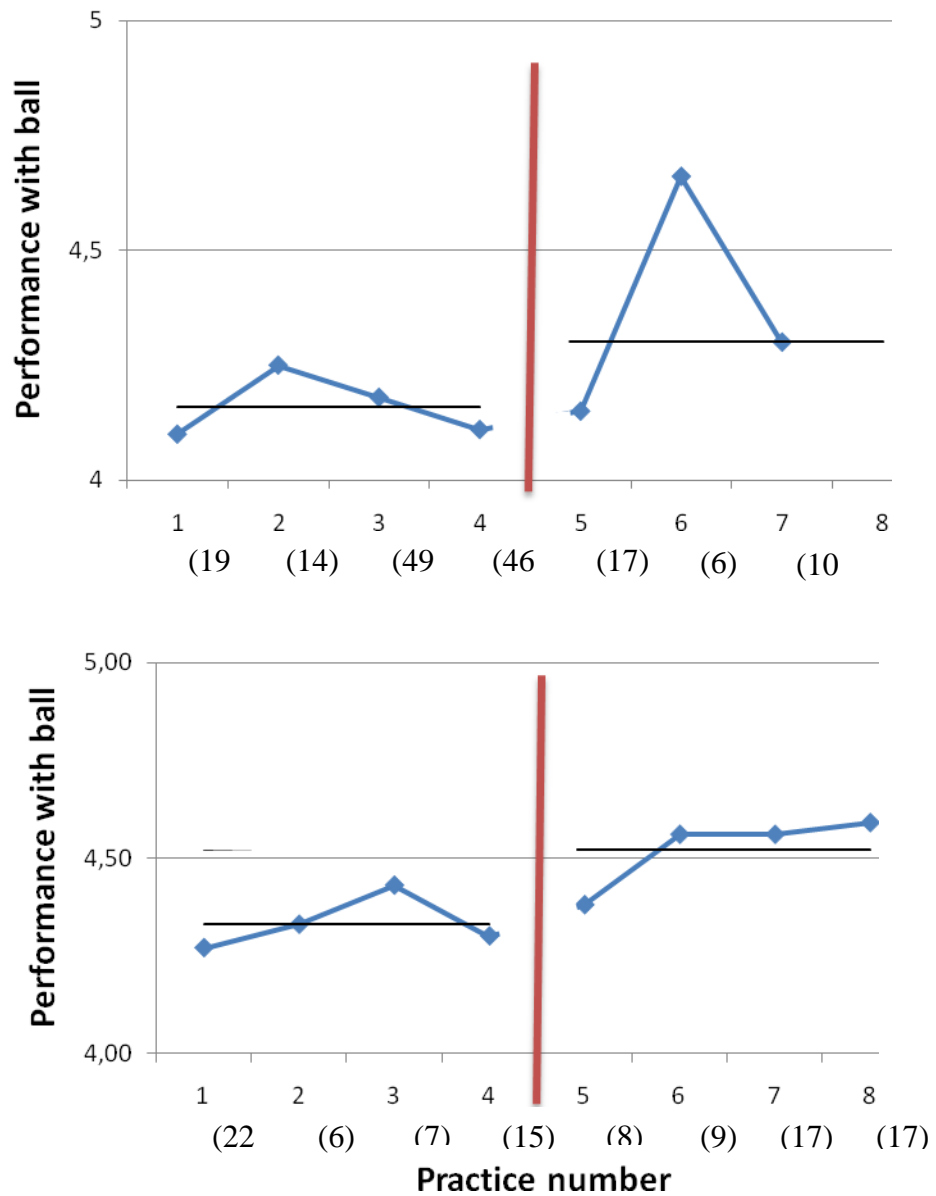 5
Performance with ball
4,5
4
1 2 3 4 5 6 7 8
(19 (14) (49 (46 (17) (6) (10
5,00
Performance with ball
4,50
4,00
1 2 3 4 5 6 7 8
(22 (6) (7) (15) (8) (9) (17) (17)
Practice number